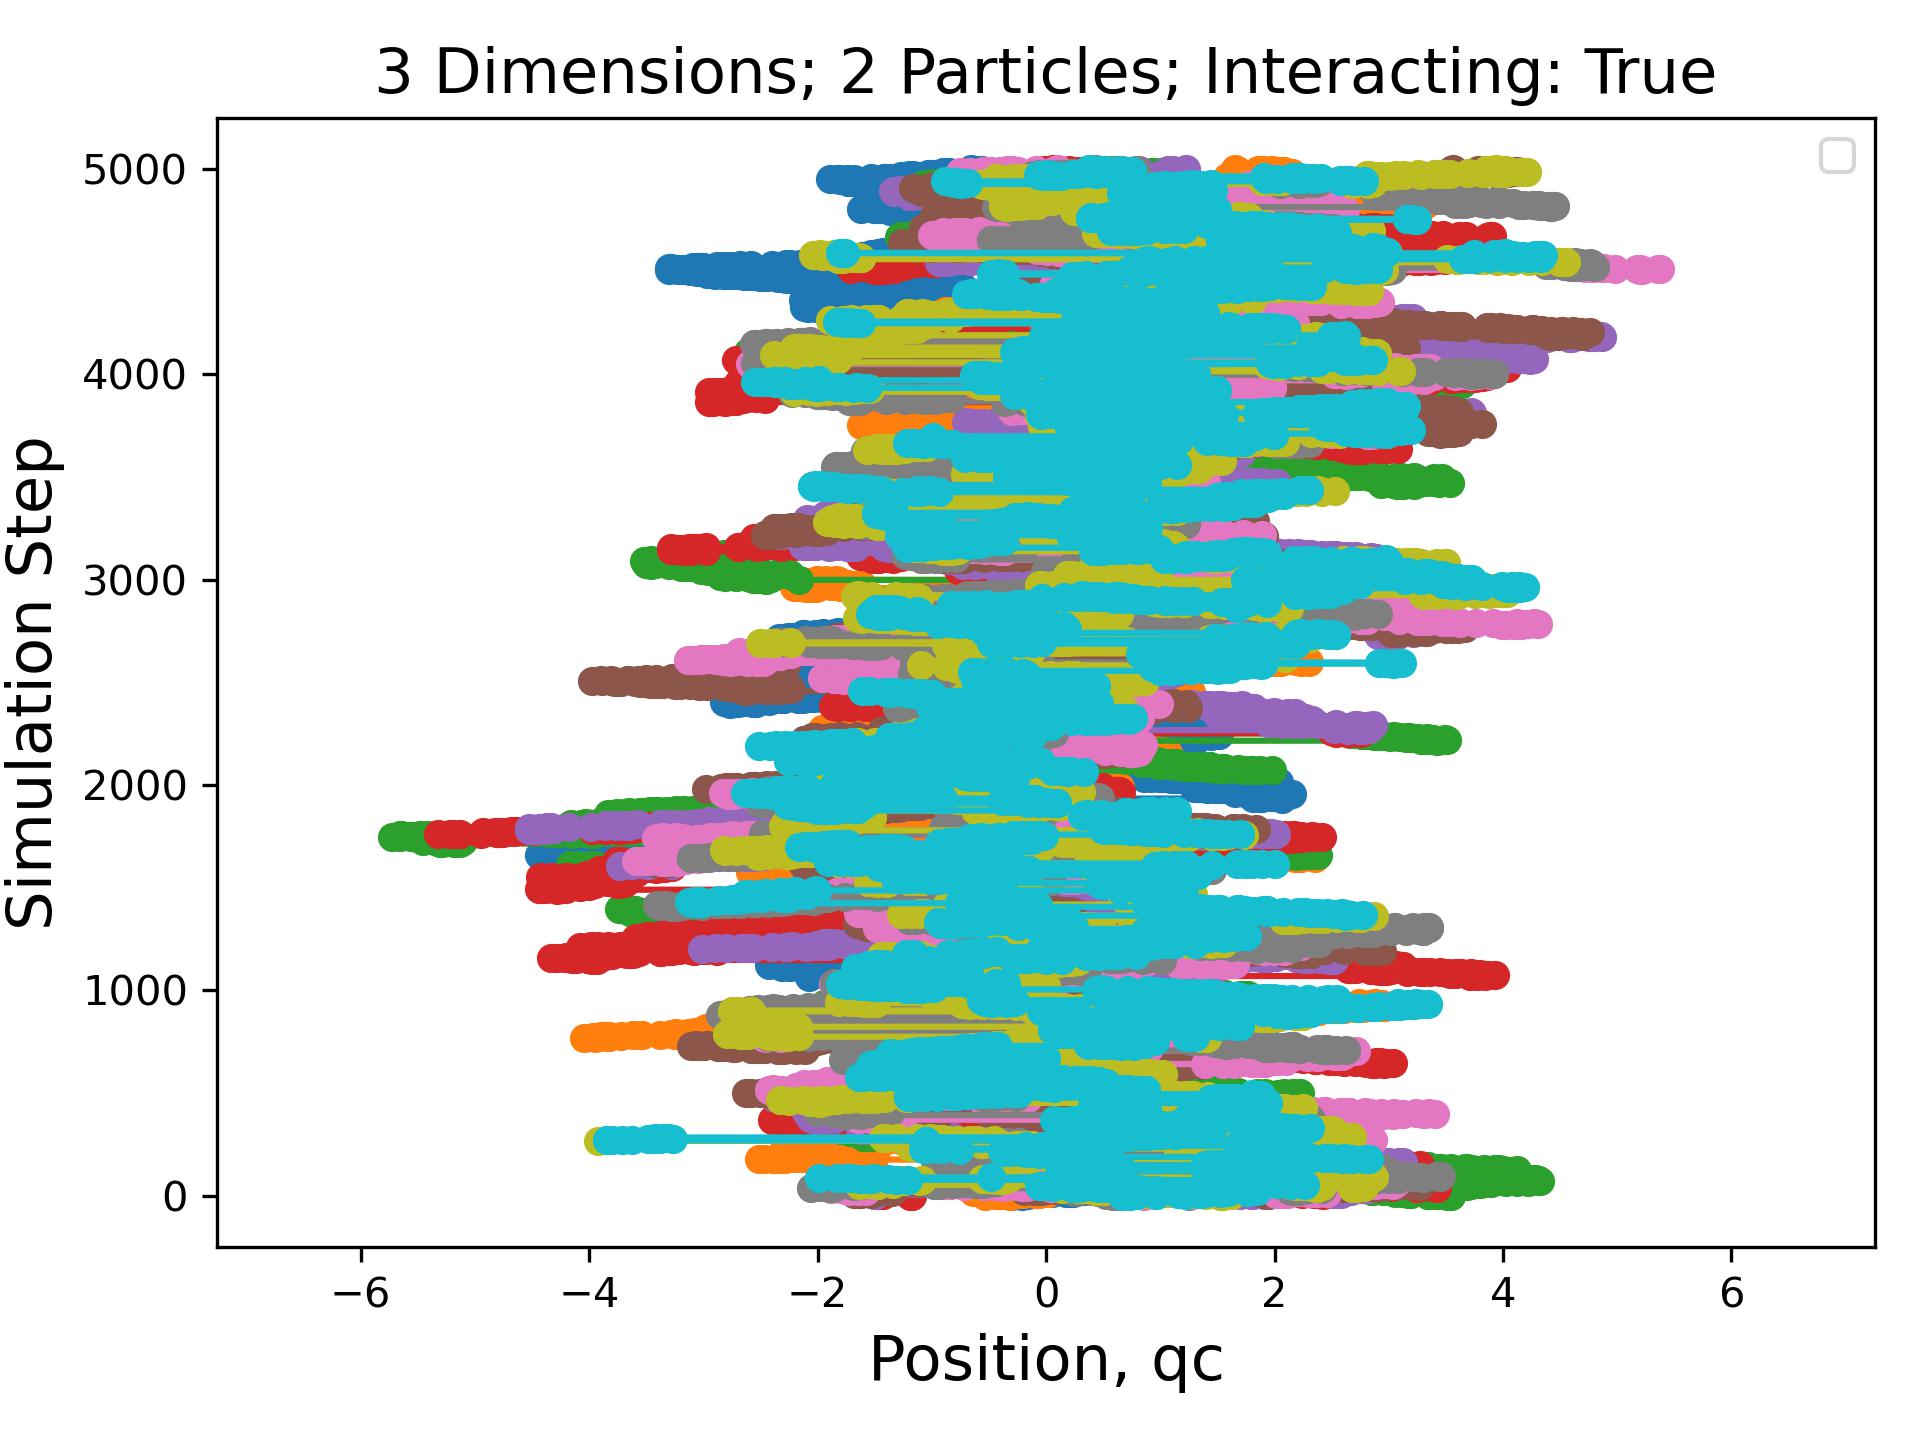 3 Dimensions; 2 Particles; Interacting: True
Simulation Step
5000
4000
3000
2000
1000
0
−6 −4 −2 0 2 4 6
Position, qc